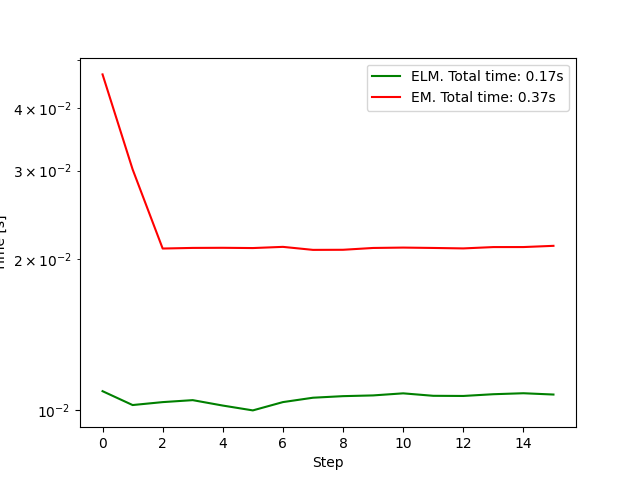 ELM. Total time: 0.17s
EM. Total time: 0.37s
4 × 10⁻²
3 × 10⁻²
2 × 10⁻²
10⁻²
0 2 4 6 8 10 12 14
Step